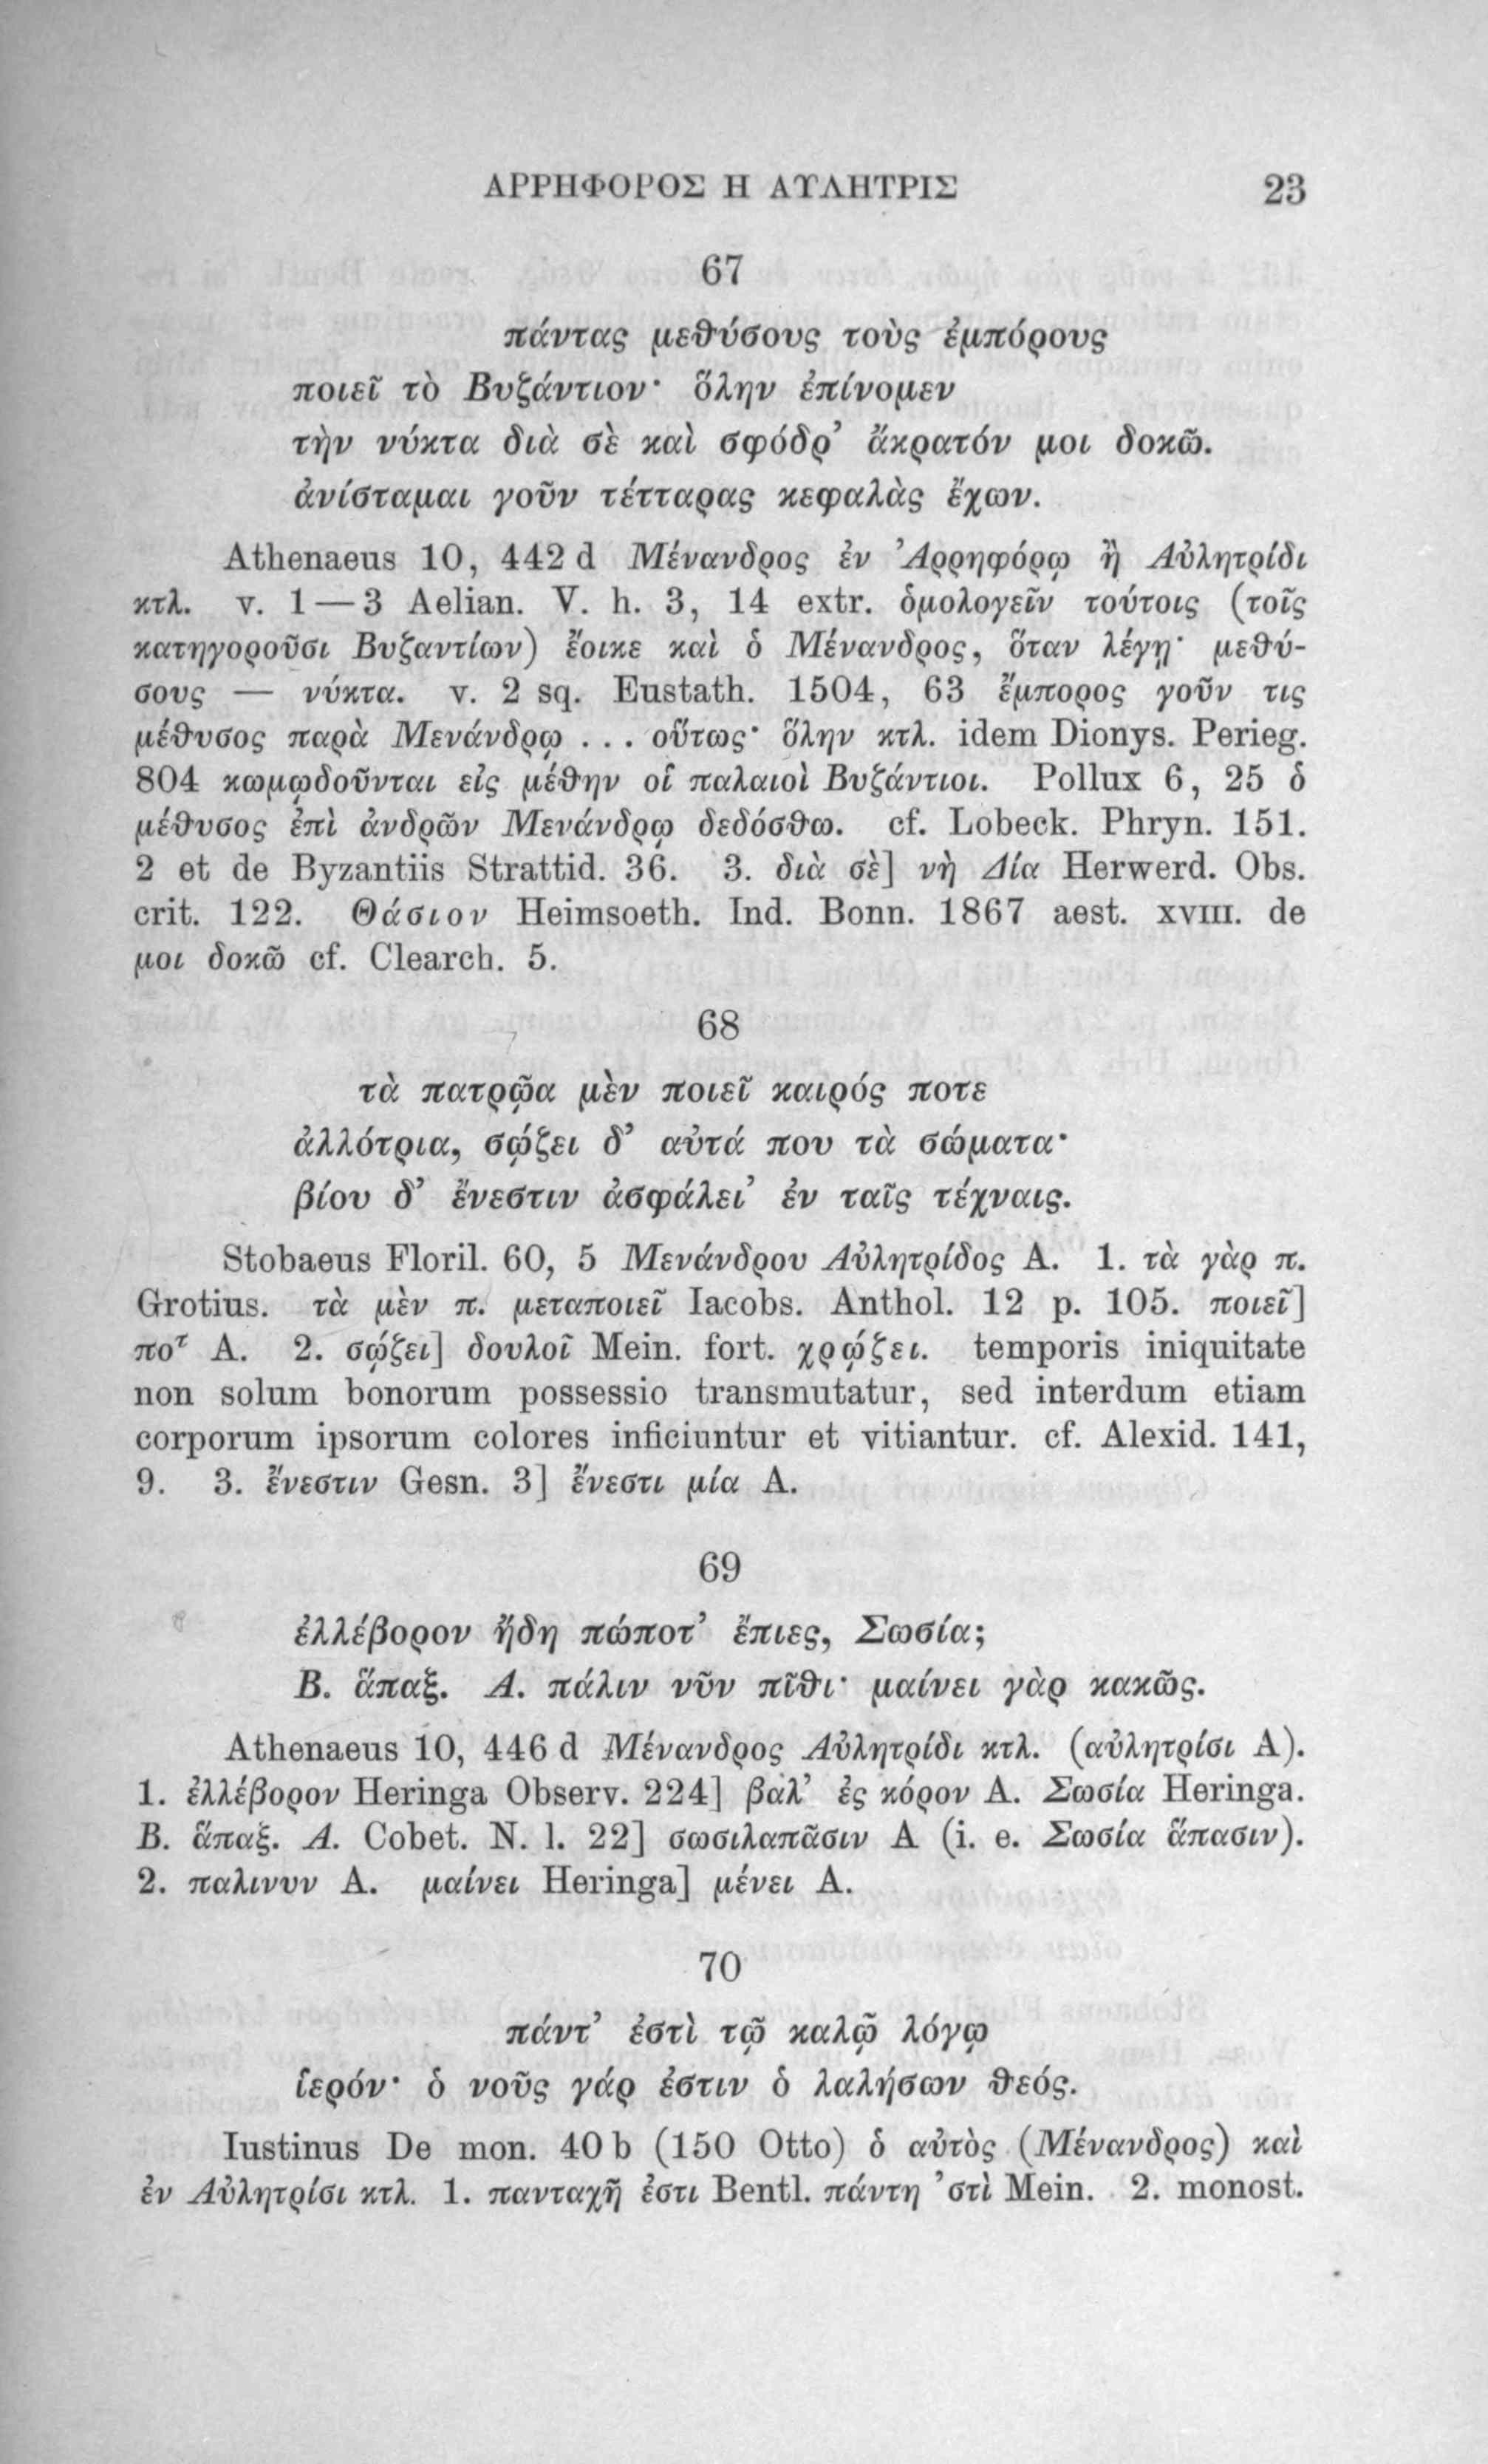 ΑΡΡΗΦΟΡΟΣ Η ΑΥΛΗΤΡΙΣ 23
67
πάντας μεθύσους τοὺς ἐμπόρους
ποιεῖ τὸ Βυζάντιον· ὅλην ἐπίνομεν
τὴν νύκτα διὰ σὲ καὶ σφόδρ' ἄκρατόν μοι δοκῶ.
ἀνίσταμαι γοῦν τέτταρας κεφαλὰς ἔχων.
Athenaeus 10, 442 d Μένανδρος ἐν Ἀρρηφόρῳ ἢ Αὐλητρίδι
κτλ. v. 1—3 Aelian. V. h. 3, 14 extr. ὁμολογεῖν τούτοις (τοῖς
κατηγοροῦσι Βυζαντίων) ἔοικε καὶ ὁ Μένανδρος, ὅταν λέγῃ· μεθύ-
σους — νύκτα. v. 2 sq. Eustath. 1504, 63 ἔμπορος γοῦν τις
μέθυσος παρὰ Μενάνδρῳ ... οὕτως· ὅλην κτλ. idem Dionys. Perieg.
804 κωμῳδοῦνται εἰς μέθην οἱ παλαιοὶ Βυζάντιοι. Pollux 6, 25 ὁ
μέθυσος ἐπὶ ἀνδρῶν Μενάνδρῳ δεδόσθω. cf. Lobeck. Phryn. 151.
2 et de Byzantiis Strattid. 36. 3. διὰ σὲ] νὴ Δία Herwerd. Obs.
crit. 122. Θάσιον Heimsoeth. Ind. Bonn. 1867 aest. XVIII. de
μοι δοκῶ cf. Clearch. 5.
68
τὰ πατρῷα μὲν ποιεῖ καιρός ποτε
ἀλλότρια, σῴζει δ' αὐτά που τὰ σώματα·
βίου δ' ἔνεστιν ἀσφάλει' ἐν ταῖς τέχναις.
Stobaeus Floril. 60, 5 Μενάνδρου Αὐλητρίδος A. 1. τὰ γὰρ π.
Grotius. τὰ μὲν π. μεταποιεῖ Iacobs. Anthol. 12 p. 105. ποιεῖ]
ποᵗ A. 2. σῴζει] δουλοῖ Mein. fort. χρῴζει. temporis iniquitate
non solum bonorum possessio transmutatur, sed interdum etiam
corporum ipsorum colores inficiuntur et vitiantur. cf. Alexid. 141,
9. 3. ἔνεστιν Gesn. 3] ἔνεστι μία A.
69
ἐλλέβορον ἤδη πώποτ' ἔπιες, Σωσία;
Β. ἅπαξ. Α. πάλιν νῦν πῖθι· μαίνει γὰρ κακῶς.
Athenaeus 10, 446 d Μένανδρος Αὐλητρίδι κτλ. (αὐλητρίσι A).
1. ἐλλέβορον Heringa Observ. 224] βαλ' ἐς κόρον A. Σωσία Heringa.
Β. ἅπαξ. Α. Cobet. N. l. 22] σωσιλαπᾶσιν A (i. e. Σωσία ἅπασιν).
2. παλινυν A. μαίνει Heringa] μένει A.
70
πάντ' ἐστὶ τῷ καλῷ λόγῳ
ἱερόν· ὁ νοῦς γάρ ἐστιν ὁ λαλήσων θεός.
Iustinus De mon. 40 b (150 Otto) ὁ αὐτὸς (Μένανδρος) καὶ
ἐν Αὐλητρίσι κτλ. 1. πανταχῇ ἐστι Bentl. πάντη 'στὶ Mein. 2. monost.